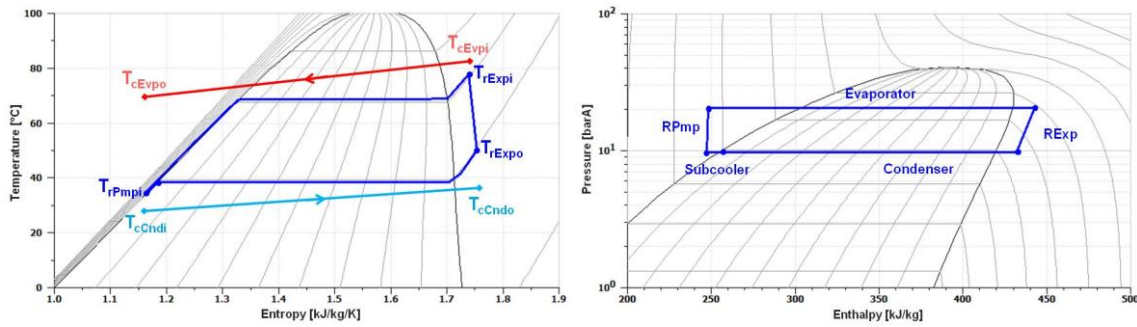 100
80
60
40
20
0
Temperature [°C]
1.0 1.1 1.2 1.3 1.4 1.5 1.6 1.7 1.8 1.9
Entropy [kJ/kg/K]
TcEvpi
TcEvpo
TrExpi
TrExpo
TrPmpi
TcCndi
TcCndo
10²
10¹
10⁰
Pressure [barA]
200 250 300 350 400 450 500
Enthalpy [kJ/kg]
Evaporator
RPmp
RExp
Subcooler
Condenser